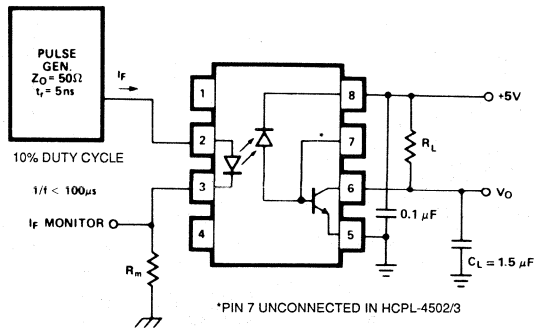 PULSE
GEN.
Z_O = 50Ω
t_r = 5ns
I_F
10% DUTY CYCLE
1/f < 100μs
I_F MONITOR
R_m
1
2
3
4
8
7
6
5
*
+5V
R_L
V_O
0.1 μF
C_L = 1.5 μF
*PIN 7 UNCONNECTED IN HCPL-4502/3